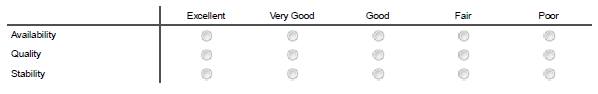 Excellent Very Good Good Fair Poor
Availability
Quality
Stability